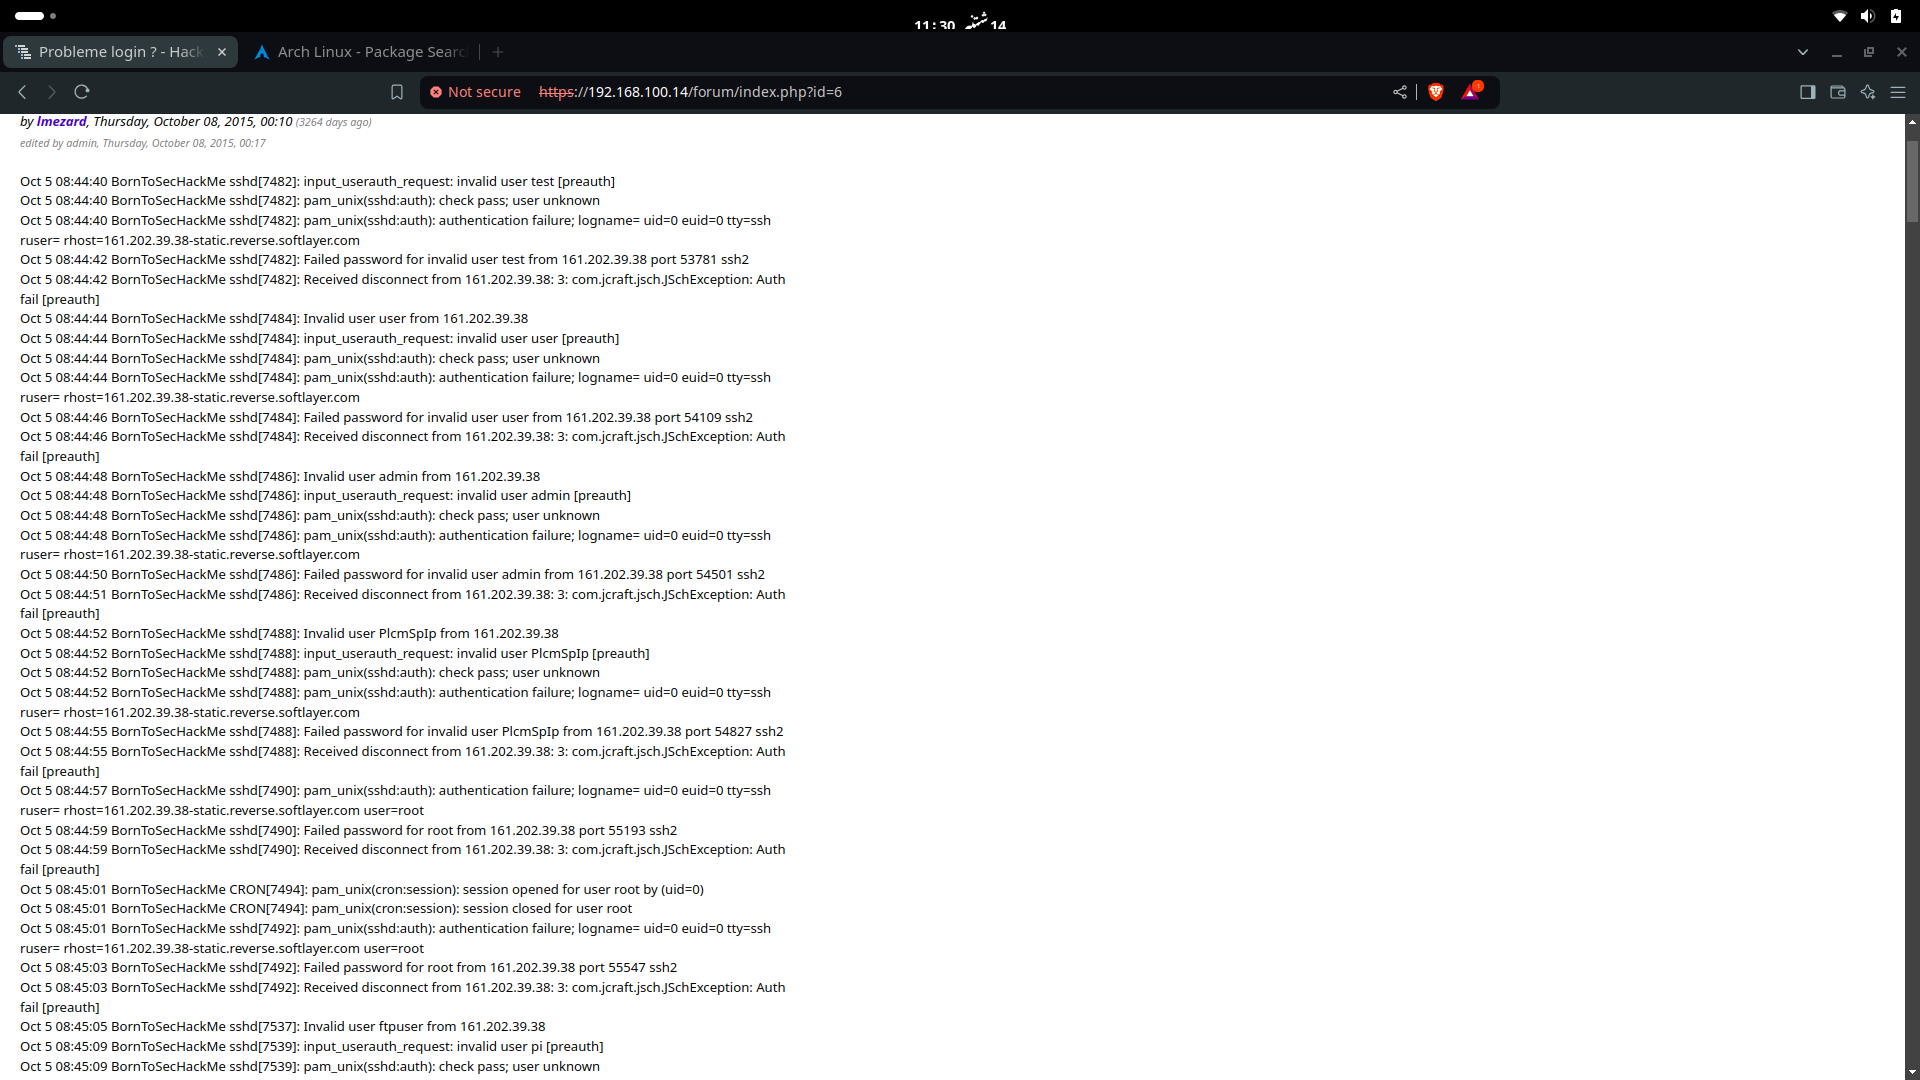 11:30 14
Probleme login ? - Hack
Arch Linux - Package Searc
Not secure https://192.168.100.14/forum/index.php?id=6
by lmezard, Thursday, October 08, 2015, 00:10 (3264 days ago)
edited by admin, Thursday, October 08, 2015, 00:17
Oct 5 08:44:40 BornToSecHackMe sshd[7482]: input_userauth_request: invalid user test [preauth]
Oct 5 08:44:40 BornToSecHackMe sshd[7482]: pam_unix(sshd:auth): check pass; user unknown
Oct 5 08:44:40 BornToSecHackMe sshd[7482]: pam_unix(sshd:auth): authentication failure; logname= uid=0 euid=0 tty=ssh
ruser= rhost=161.202.39.38-static.reverse.softlayer.com
Oct 5 08:44:42 BornToSecHackMe sshd[7482]: Failed password for invalid user test from 161.202.39.38 port 53781 ssh2
Oct 5 08:44:42 BornToSecHackMe sshd[7482]: Received disconnect from 161.202.39.38: 3: com.jcraft.jsch.JSchException: Auth
fail [preauth]
Oct 5 08:44:44 BornToSecHackMe sshd[7484]: Invalid user user from 161.202.39.38
Oct 5 08:44:44 BornToSecHackMe sshd[7484]: input_userauth_request: invalid user user [preauth]
Oct 5 08:44:44 BornToSecHackMe sshd[7484]: pam_unix(sshd:auth): check pass; user unknown
Oct 5 08:44:44 BornToSecHackMe sshd[7484]: pam_unix(sshd:auth): authentication failure; logname= uid=0 euid=0 tty=ssh
ruser= rhost=161.202.39.38-static.reverse.softlayer.com
Oct 5 08:44:46 BornToSecHackMe sshd[7484]: Failed password for invalid user user from 161.202.39.38 port 54109 ssh2
Oct 5 08:44:46 BornToSecHackMe sshd[7484]: Received disconnect from 161.202.39.38: 3: com.jcraft.jsch.JSchException: Auth
fail [preauth]
Oct 5 08:44:48 BornToSecHackMe sshd[7486]: Invalid user admin from 161.202.39.38
Oct 5 08:44:48 BornToSecHackMe sshd[7486]: input_userauth_request: invalid user admin [preauth]
Oct 5 08:44:48 BornToSecHackMe sshd[7486]: pam_unix(sshd:auth): check pass; user unknown
Oct 5 08:44:48 BornToSecHackMe sshd[7486]: pam_unix(sshd:auth): authentication failure; logname= uid=0 euid=0 tty=ssh
ruser= rhost=161.202.39.38-static.reverse.softlayer.com
Oct 5 08:44:50 BornToSecHackMe sshd[7486]: Failed password for invalid user admin from 161.202.39.38 port 54501 ssh2
Oct 5 08:44:51 BornToSecHackMe sshd[7486]: Received disconnect from 161.202.39.38: 3: com.jcraft.jsch.JSchException: Auth
fail [preauth]
Oct 5 08:44:52 BornToSecHackMe sshd[7488]: Invalid user PlcmSpIp from 161.202.39.38
Oct 5 08:44:52 BornToSecHackMe sshd[7488]: input_userauth_request: invalid user PlcmSpIp [preauth]
Oct 5 08:44:52 BornToSecHackMe sshd[7488]: pam_unix(sshd:auth): check pass; user unknown
Oct 5 08:44:52 BornToSecHackMe sshd[7488]: pam_unix(sshd:auth): authentication failure; logname= uid=0 euid=0 tty=ssh
ruser= rhost=161.202.39.38-static.reverse.softlayer.com
Oct 5 08:44:55 BornToSecHackMe sshd[7488]: Failed password for invalid user PlcmSpIp from 161.202.39.38 port 54827 ssh2
Oct 5 08:44:55 BornToSecHackMe sshd[7488]: Received disconnect from 161.202.39.38: 3: com.jcraft.jsch.JSchException: Auth
fail [preauth]
Oct 5 08:44:57 BornToSecHackMe sshd[7490]: pam_unix(sshd:auth): authentication failure; logname= uid=0 euid=0 tty=ssh
ruser= rhost=161.202.39.38-static.reverse.softlayer.com user=root
Oct 5 08:44:59 BornToSecHackMe sshd[7490]: Failed password for root from 161.202.39.38 port 55193 ssh2
Oct 5 08:44:59 BornToSecHackMe sshd[7490]: Received disconnect from 161.202.39.38: 3: com.jcraft.jsch.JSchException: Auth
fail [preauth]
Oct 5 08:45:01 BornToSecHackMe CRON[7494]: pam_unix(cron:session): session opened for user root by (uid=0)
Oct 5 08:45:01 BornToSecHackMe CRON[7494]: pam_unix(cron:session): session closed for user root
Oct 5 08:45:01 BornToSecHackMe sshd[7492]: pam_unix(sshd:auth): authentication failure; logname= uid=0 euid=0 tty=ssh
ruser= rhost=161.202.39.38-static.reverse.softlayer.com user=root
Oct 5 08:45:03 BornToSecHackMe sshd[7492]: Failed password for root from 161.202.39.38 port 55547 ssh2
Oct 5 08:45:03 BornToSecHackMe sshd[7492]: Received disconnect from 161.202.39.38: 3: com.jcraft.jsch.JSchException: Auth
fail [preauth]
Oct 5 08:45:05 BornToSecHackMe sshd[7537]: Invalid user ftpuser from 161.202.39.38
Oct 5 08:45:09 BornToSecHackMe sshd[7539]: input_userauth_request: invalid user pi [preauth]
Oct 5 08:45:09 BornToSecHackMe sshd[7539]: pam_unix(sshd:auth): check pass; user unknown